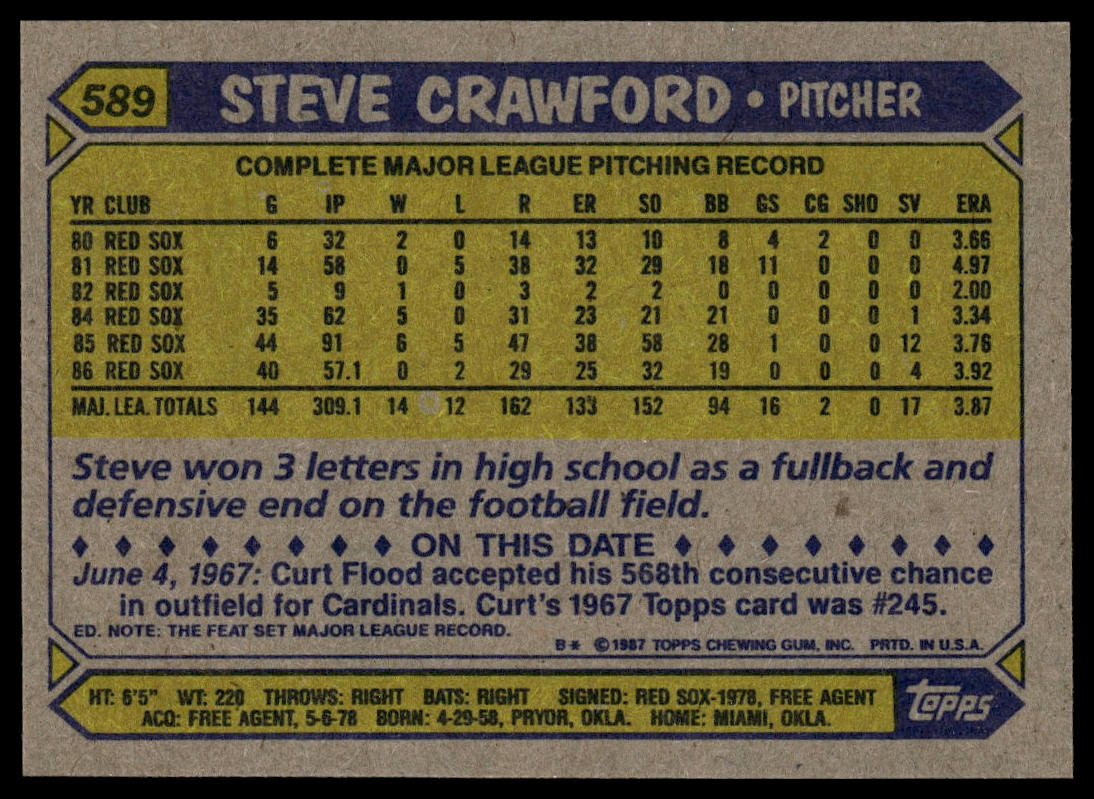 589 STEVE CRAWFORD • PITCHER
COMPLETE MAJOR LEAGUE PITCHING RECORD
YR CLUB G IP W L R ER SO BB GS CG SHO SV ERA
80 RED SOX 6 32 2 0 14 13 10 8 4 2 0 0 3.66
81 RED SOX 14 58 0 5 38 32 29 18 11 0 0 0 4.97
82 RED SOX 5 9 1 0 3 2 2 0 0 0 0 0 2.00
84 RED SOX 35 62 5 0 31 23 21 21 0 0 0 1 3.34
85 RED SOX 44 91 6 5 47 38 58 28 1 0 0 12 3.76
86 RED SOX 40 57.1 0 2 29 25 32 19 0 0 0 4 3.92
MAJ. LEA. TOTALS 144 309.1 14 12 162 133 152 94 16 2 0 17 3.87
Steve won 3 letters in high school as a fullback and
defensive end on the football field.
♦ ♦ ♦ ♦ ♦ ♦ ♦ ♦ ON THIS DATE ♦ ♦ ♦ ♦ ♦ ♦ ♦ ♦
June 4, 1967: Curt Flood accepted his 568th consecutive chance
in outfield for Cardinals. Curt's 1967 Topps card was #245.
ED. NOTE: THE FEAT SET MAJOR LEAGUE RECORD.
B* © 1987 TOPPS CHEWING GUM, INC. PRTD. IN U.S.A.
HT: 6'5" WT: 220 THROWS: RIGHT BATS: RIGHT SIGNED: RED SOX-1978, FREE AGENT
ACQ: FREE AGENT, 5-6-78 BORN: 4-29-58, PRYOR, OKLA. HOME: MIAMI, OKLA.
topps